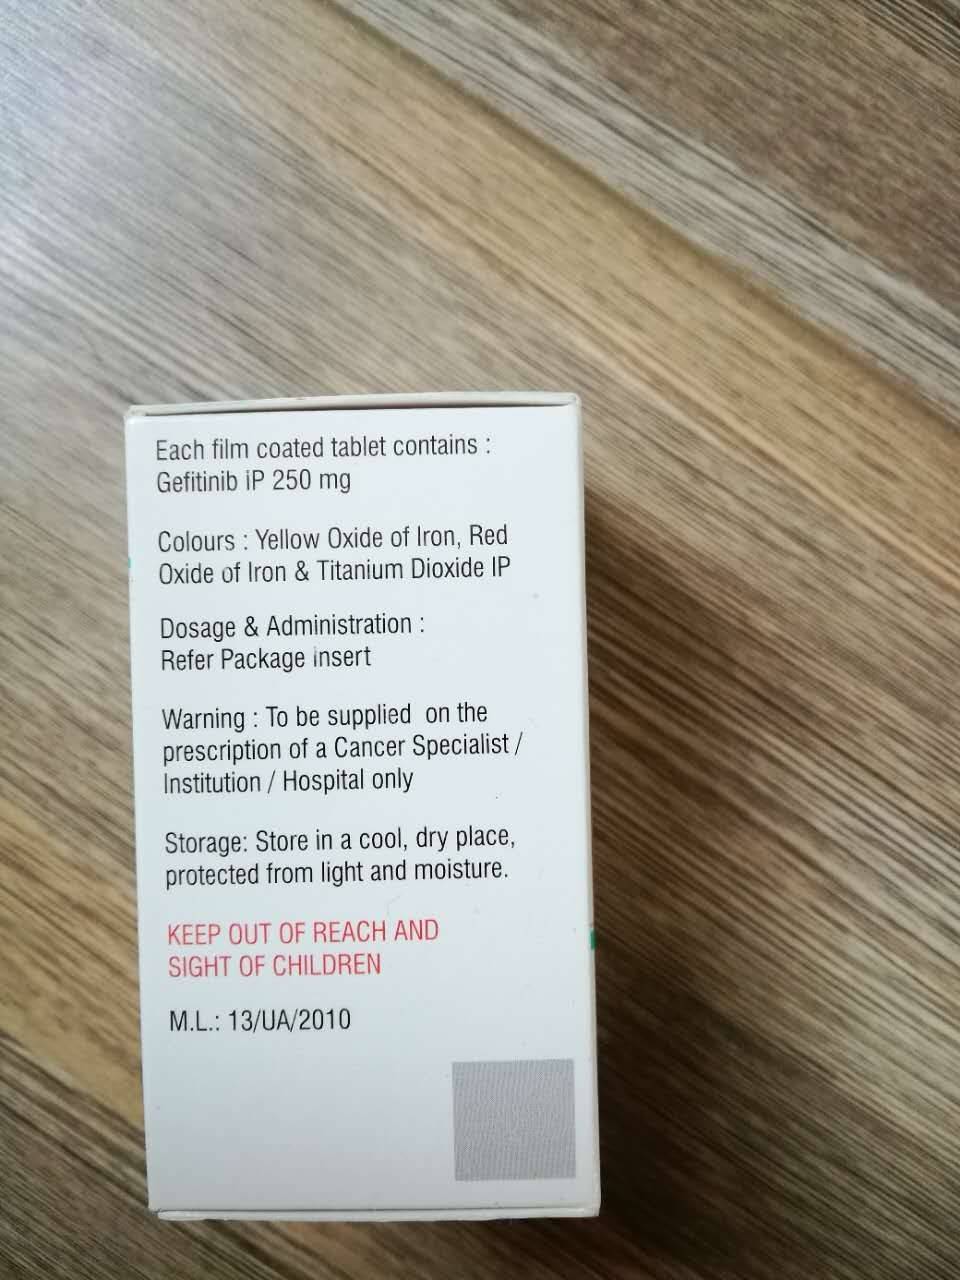 Each film coated tablet contains :
Gefitinib iP 250 mg
Colours : Yellow Oxide of Iron, Red
Oxide of Iron & Titanium Dioxide IP
Dosage & Administration :
Refer Package insert
Warning : To be supplied on the
prescription of a Cancer Specialist /
Institution / Hospital only
Storage: Store in a cool, dry place,
protected from light and moisture.
KEEP OUT OF REACH AND
SIGHT OF CHILDREN
M.L.: 13/UA/2010